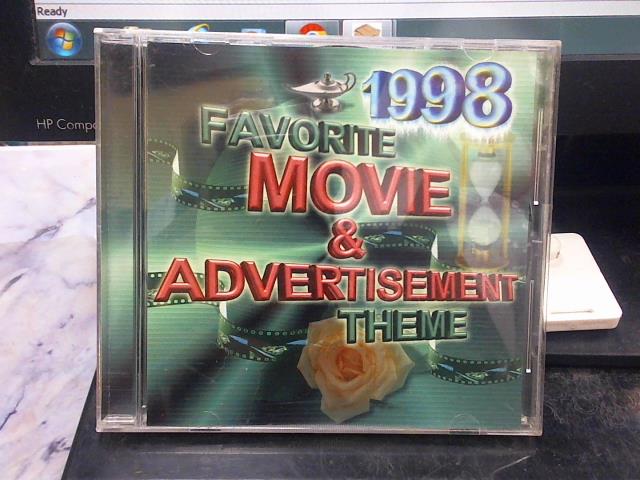 Ready
HP Compa
1998
FAVORITE
MOVIE
&
ADVERTISEMENT
THEME